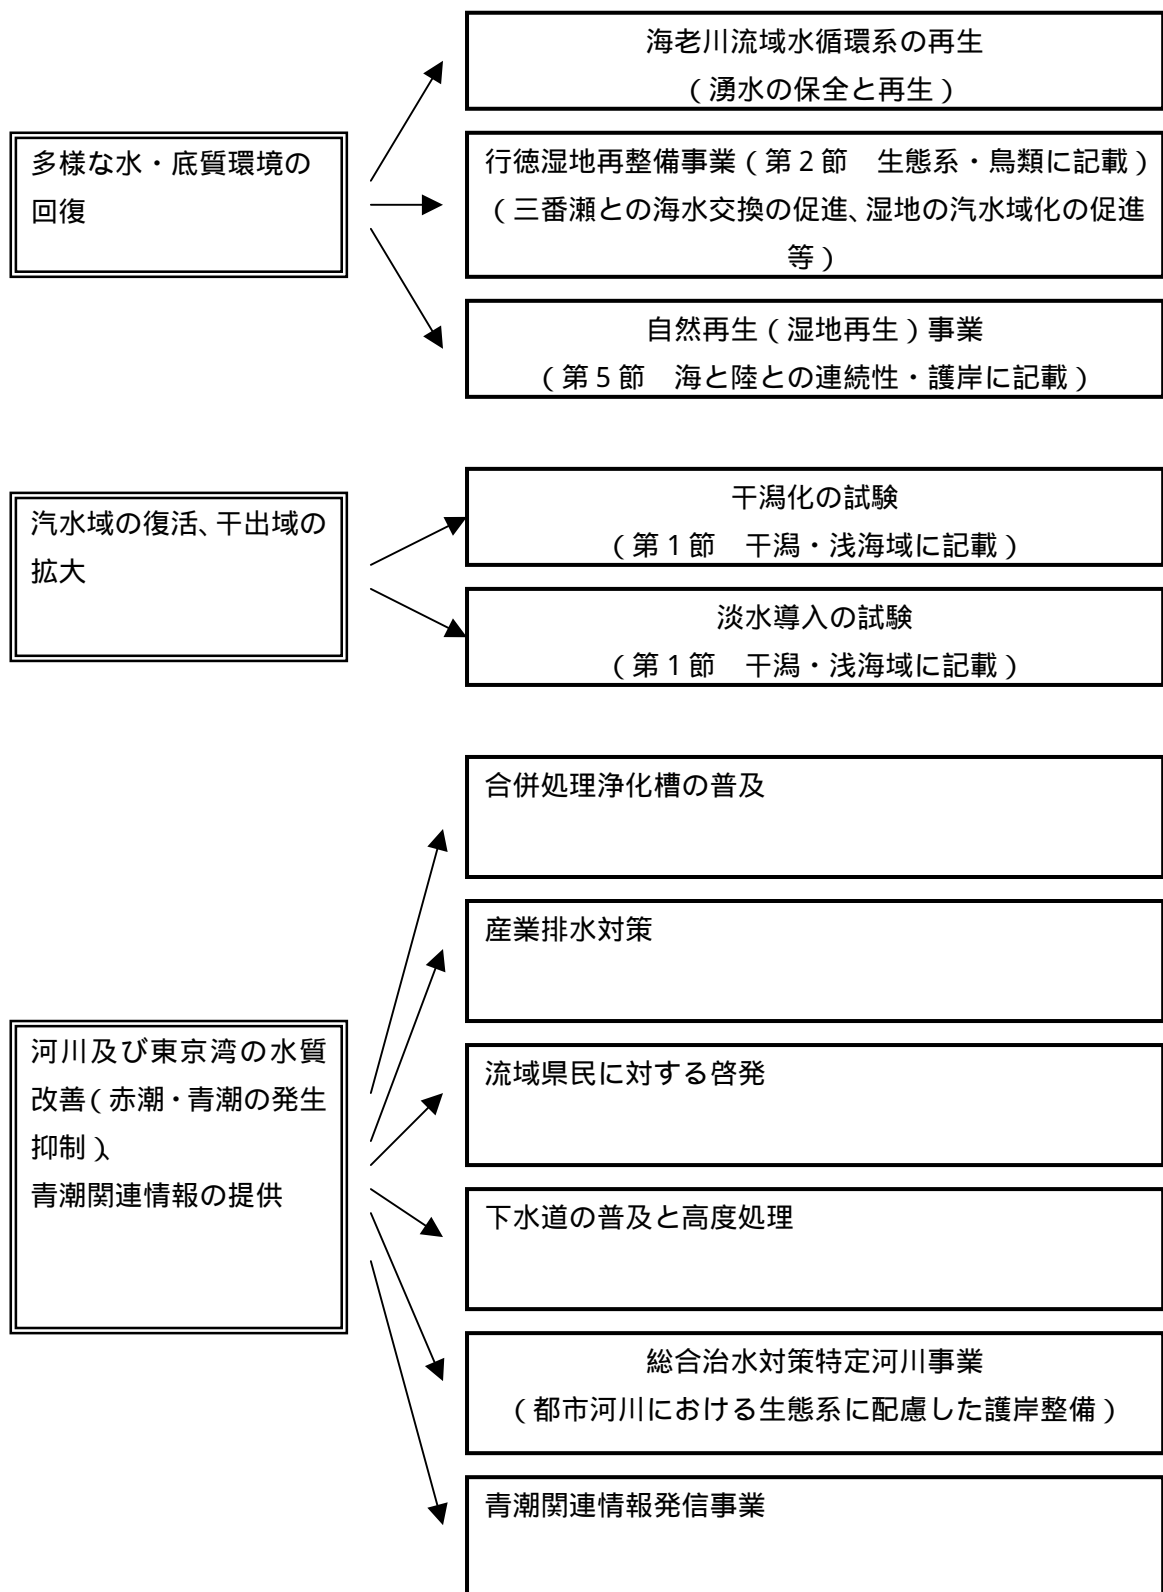 多様な水・底質環境の
回復
海老川流域水循環系の再生
（湧水の保全と再生）
行徳湿地再整備事業（第２節　生態系・鳥類に記載）
（三番瀬との海水交換の促進、湿地の汽水域化の促進
等）
自然再生（湿地再生）事業
（第５節　海と陸との連続性・護岸に記載）
汽水域の復活、干出域の
拡大
干潟化の試験
（第１節　干潟・浅海域に記載）
淡水導入の試験
（第１節　干潟・浅海域に記載）
河川及び東京湾の水質
改善（赤潮・青潮の発生
抑制）、
青潮関連情報の提供
合併処理浄化槽の普及
産業排水対策
流域県民に対する啓発
下水道の普及と高度処理
総合治水対策特定河川事業
（都市河川における生態系に配慮した護岸整備）
青潮関連情報発信事業